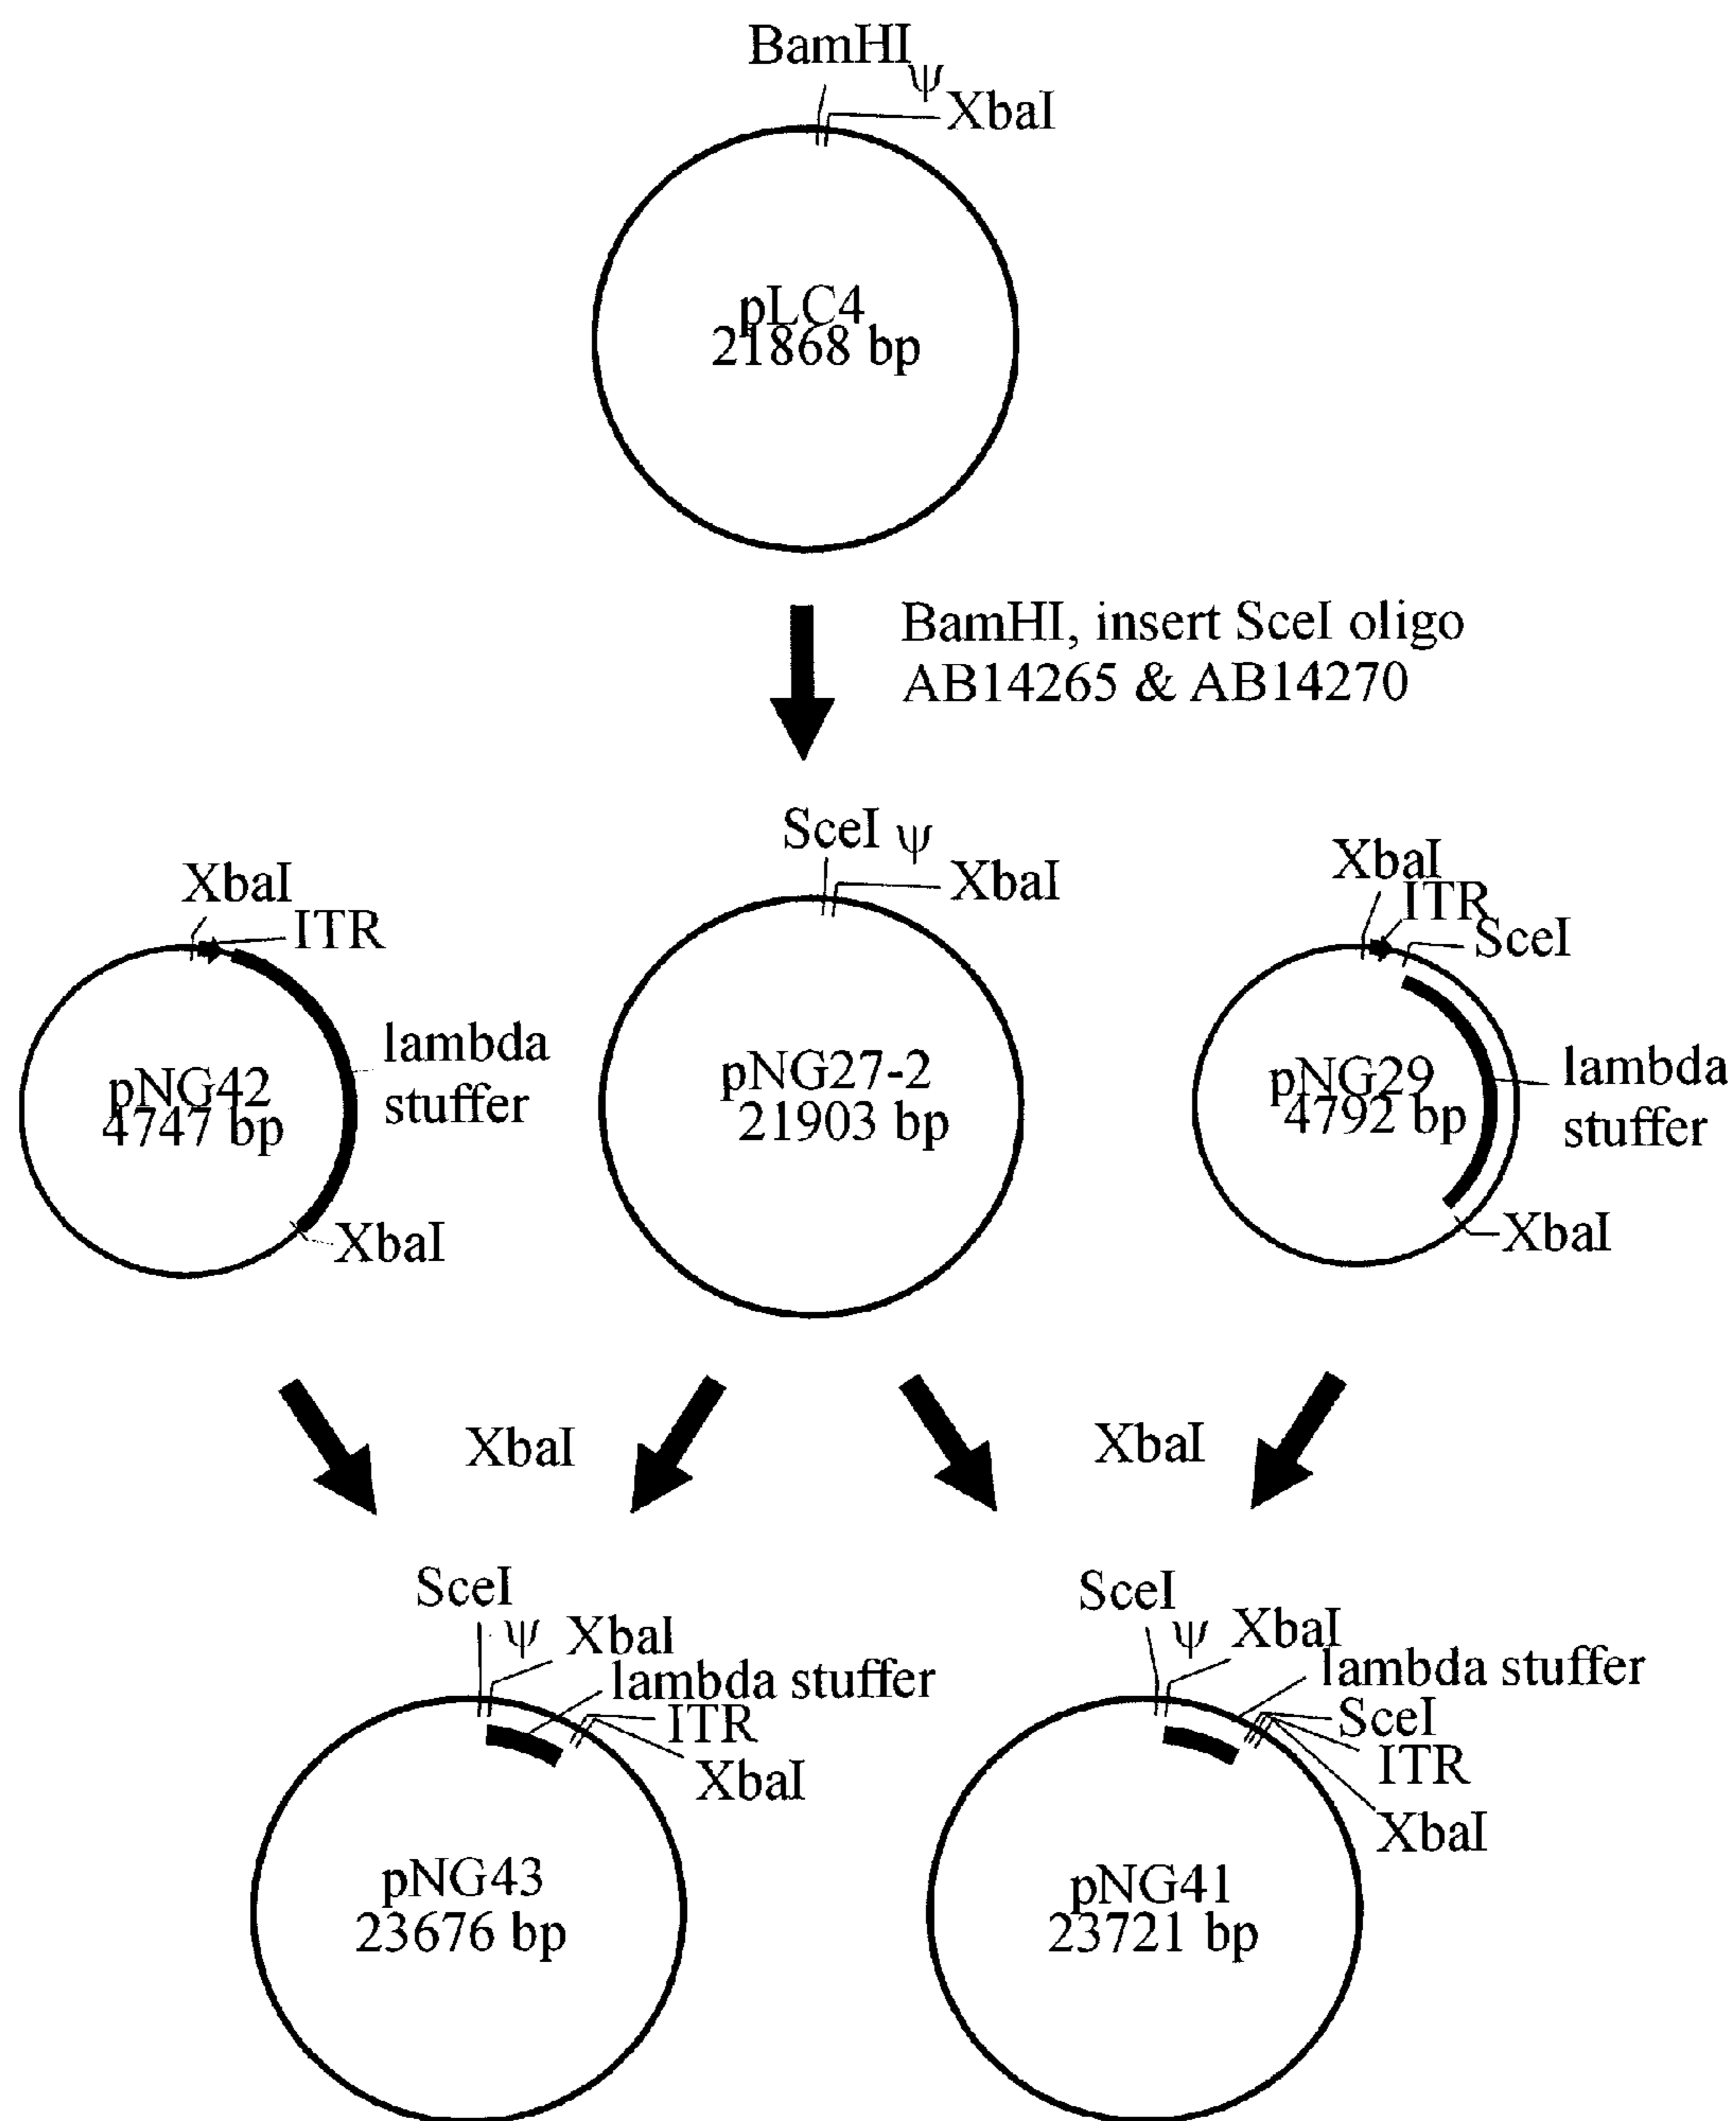 BamHI
ψ
XbaI
pLC4
21868 bp
BamHI, insert SceI oligo
AB14265 & AB14270
XbaI
ITR
lambda
stuffer
pNG42
4747 bp
XbaI
SceI ψ
XbaI
pNG27-2
21903 bp
XbaI
ITR
SceI
pNG29
4792 bp
lambda
stuffer
XbaI
XbaI
XbaI
SceI
ψ XbaI
lambda stuffer
ITR
XbaI
pNG43
23676 bp
SceI
ψ XbaI
lambda stuffer
SceI
ITR
XbaI
pNG41
23721 bp